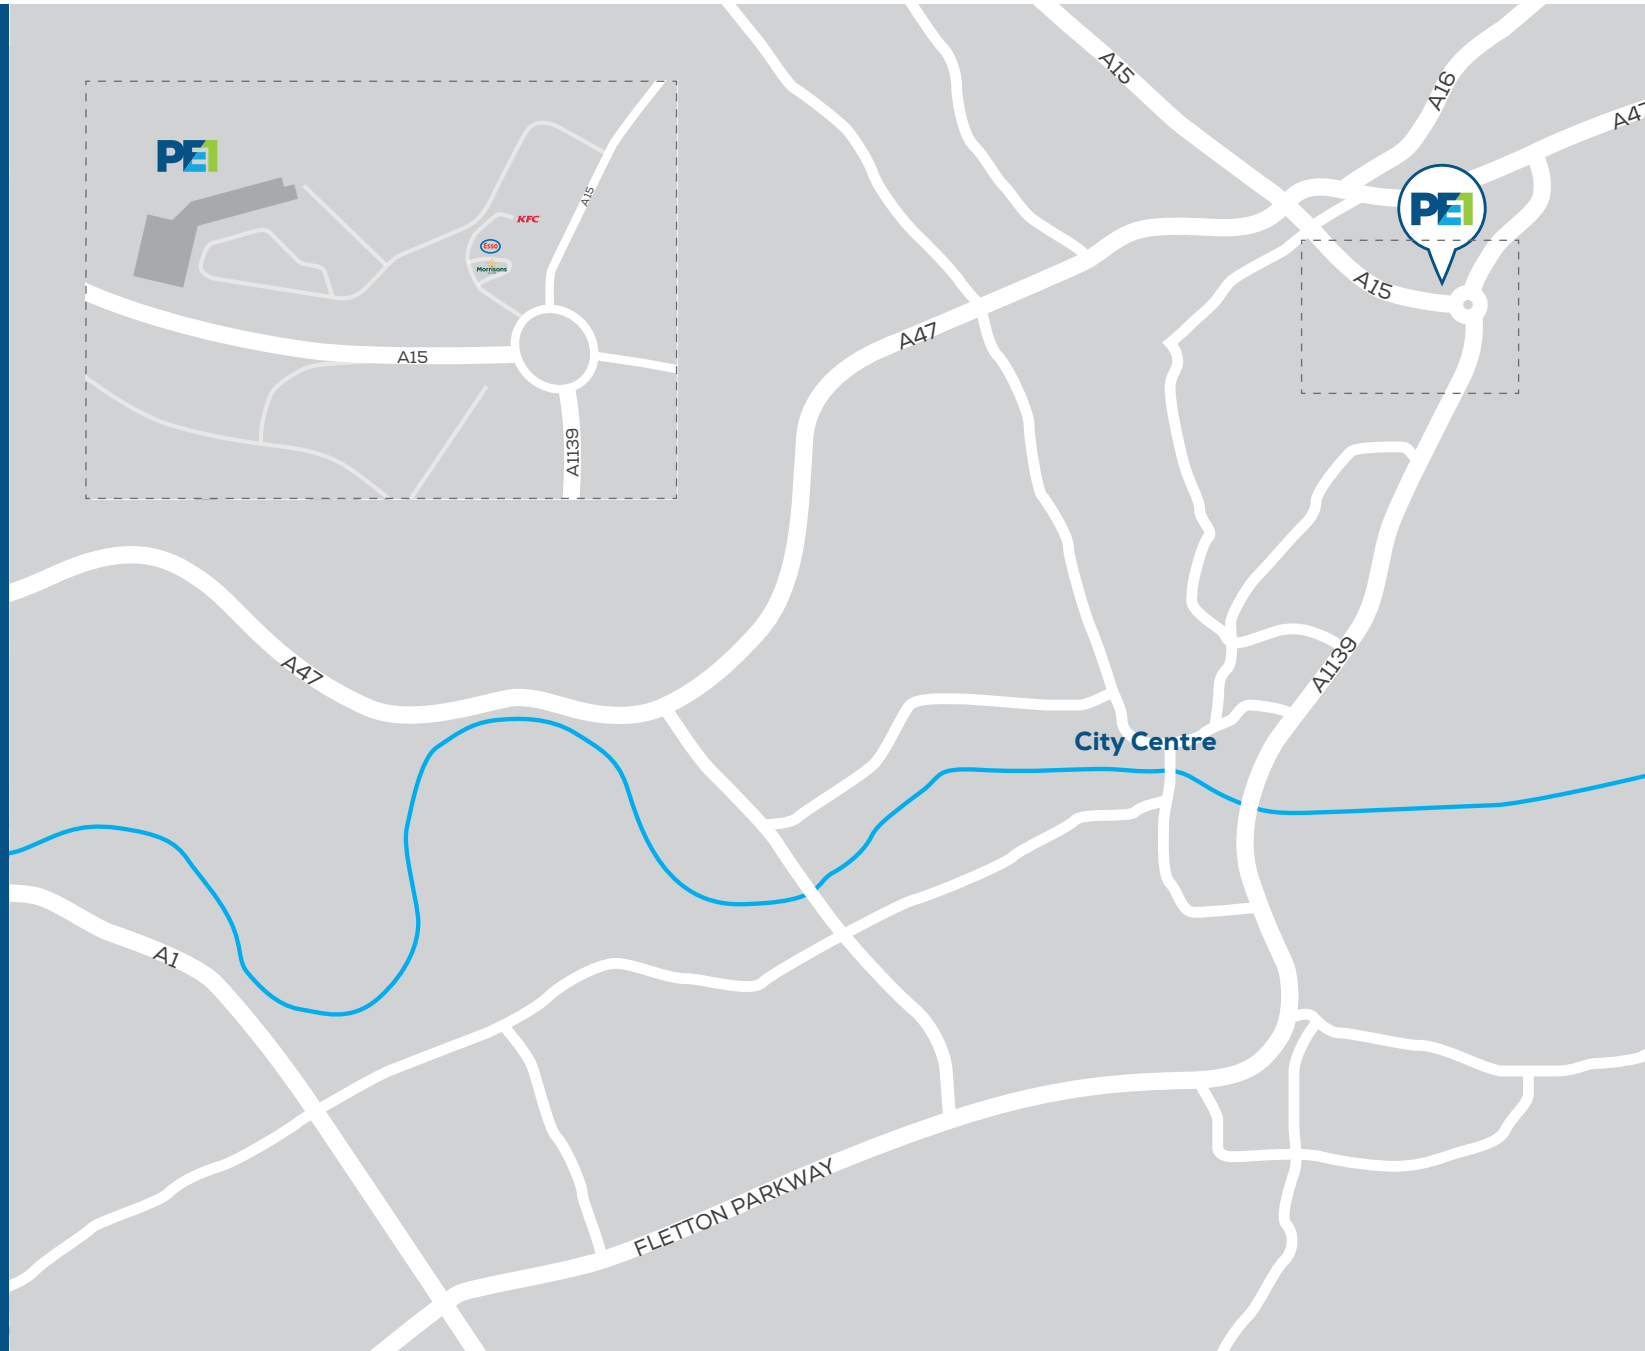 A15
A16
A47
PE1
PE1
A15
KFC
Esso
Morrisons
A15
A1139
A15
A47
A47
A1139
City Centre
A1
FLETTON PARKWAY